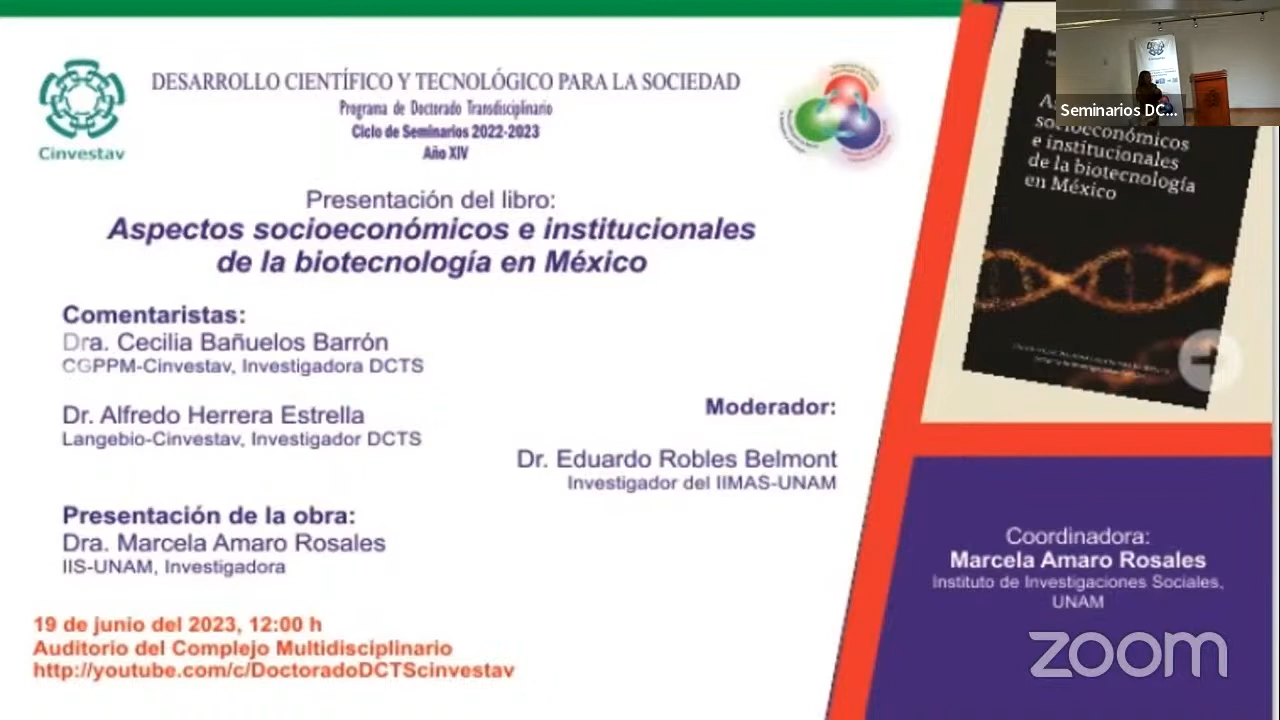 Cinvestav
DESARROLLO CIENTÍFICO Y TECNOLÓGICO PARA LA SOCIEDAD
Programa de Doctorado Transdisciplinario
Ciclo de Seminarios 2022-2023
Año XIV
Presentación del libro:
Aspectos socioeconómicos e institucionales
de la biotecnología en México
Comentaristas:
Dra. Cecilia Bañuelos Barrón
CGPPM-Cinvestav, Investigadora DCTS
Dr. Alfredo Herrera Estrella
Langebio-Cinvestav, Investigador DCTS
Moderador:
Dr. Eduardo Robles Belmont
Investigador del IIMAS-UNAM
Presentación de la obra:
Dra. Marcela Amaro Rosales
IIS-UNAM, Investigadora
19 de junio del 2023, 12:00 h
Auditorio del Complejo Multidisciplinario
http://youtube.com/c/DoctoradoDCTScinvestav
Seminarios DC...
socioeconómicos
e institucionales
de la biotecnología
en México
Coordinadora:
Marcela Amaro Rosales
Instituto de Investigaciones Sociales,
UNAM
zoom